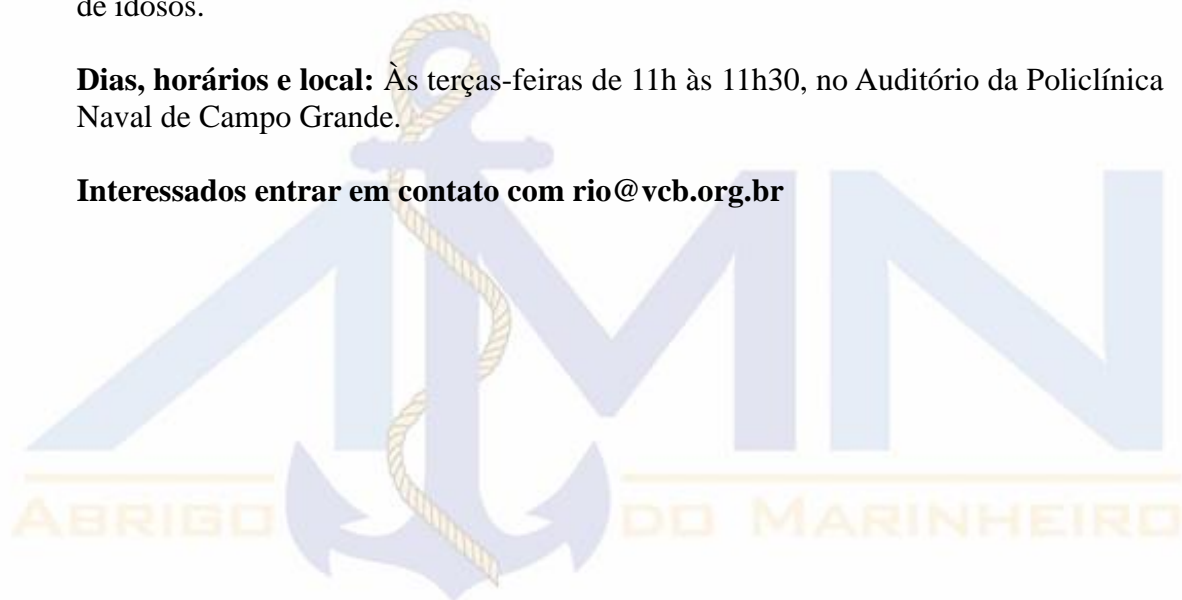 de idosos.
Dias, horários e local: Às terças-feiras de 11h às 11h30, no Auditório da Policlínica
Naval de Campo Grande.
Interessados entrar em contato com rio@vcb.org.br
AMN
ABRIGO DO MARINHEIRO